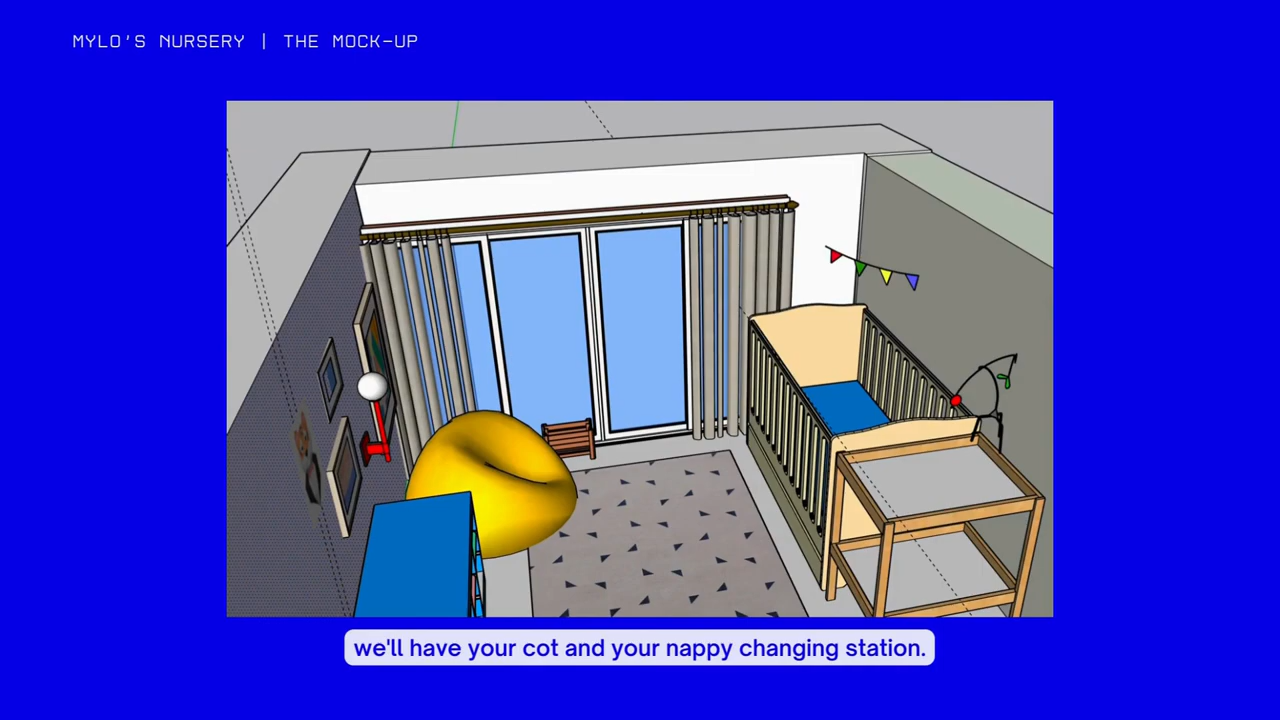 MYLO'S NURSERY | THE MOCK-UP
we'll have your cot and your nappy changing station.